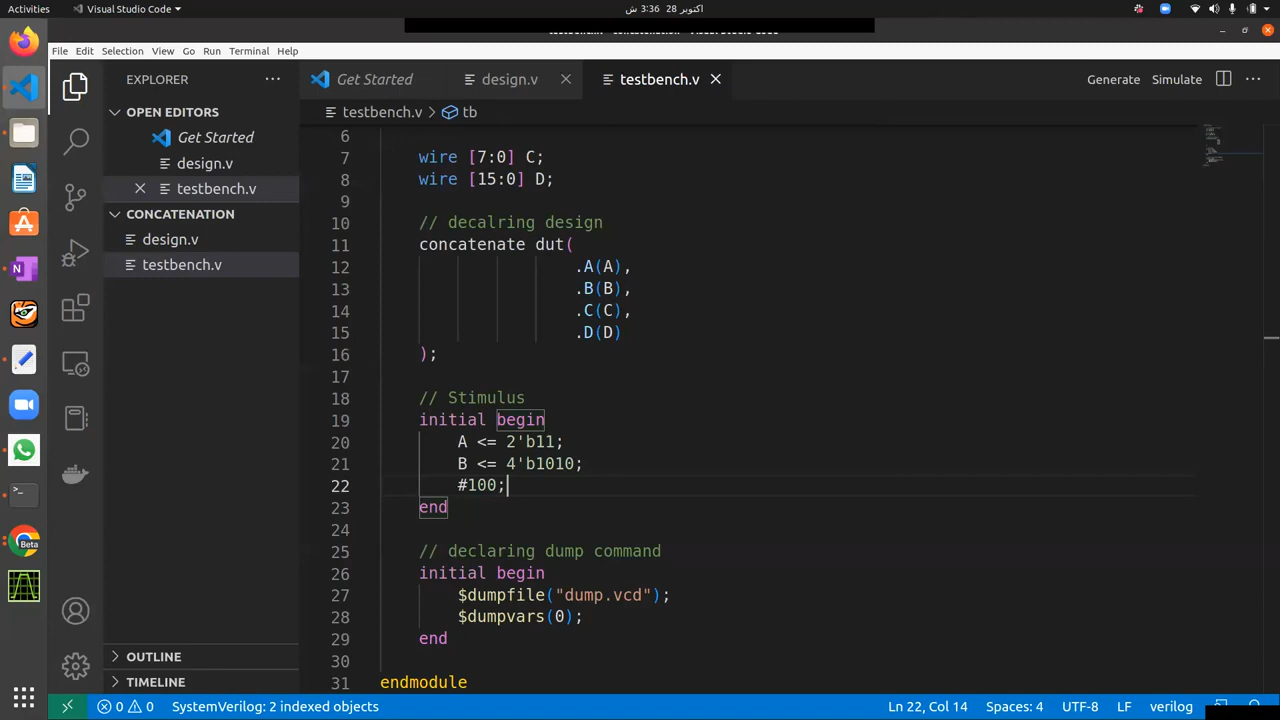 Activities
Visual Studio Code
اکتوبر 28  3:36 ش
File Edit Selection View Go Run Terminal Help
EXPLORER
OPEN EDITORS
Get Started
design.v
testbench.v
CONCATENATION
design.v
testbench.v
OUTLINE
TIMELINE
Get Started
design.v
testbench.v
Generate
Simulate
testbench.v > tb
6
7 wire [7:0] C;
8 wire [15:0] D;
9
10 // decalring design
11 concatenate dut(
12 .A(A),
13 .B(B),
14 .C(C),
15 .D(D)
16 );
17
18 // Stimulus
19 initial begin
20 A <= 2'b11;
21 B <= 4'b1010;
22 #100;
23 end
24
25 // declaring dump command
26 initial begin
27 $dumpfile("dump.vcd");
28 $dumpvars(0);
29 end
30
31 endmodule
0 0
SystemVerilog: 2 indexed objects
Ln 22, Col 14
Spaces: 4
UTF-8
LF
verilog
Beta